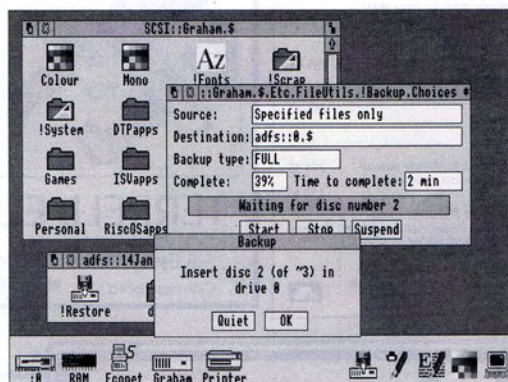 SCSI::Graham.$
Az
Colour Mono !Fonts !Scrap
::Graham.$.Etc.FileUtils.!Backup.Choices *
Source: Specified files only
!System DTPapps
Destination: adfs::0.$
Backup type: FULL
Games ISVapps
Complete: 39% Time to complete: 2 min
Waiting for disc number 2
Personal RiscOSapps
Start Stop Suspend
Backup
adfs::14Jan
Insert disc 2 (of ~3) in
drive 0
!Restore d
Quiet OK
:0 RAM Econet Graham Printer